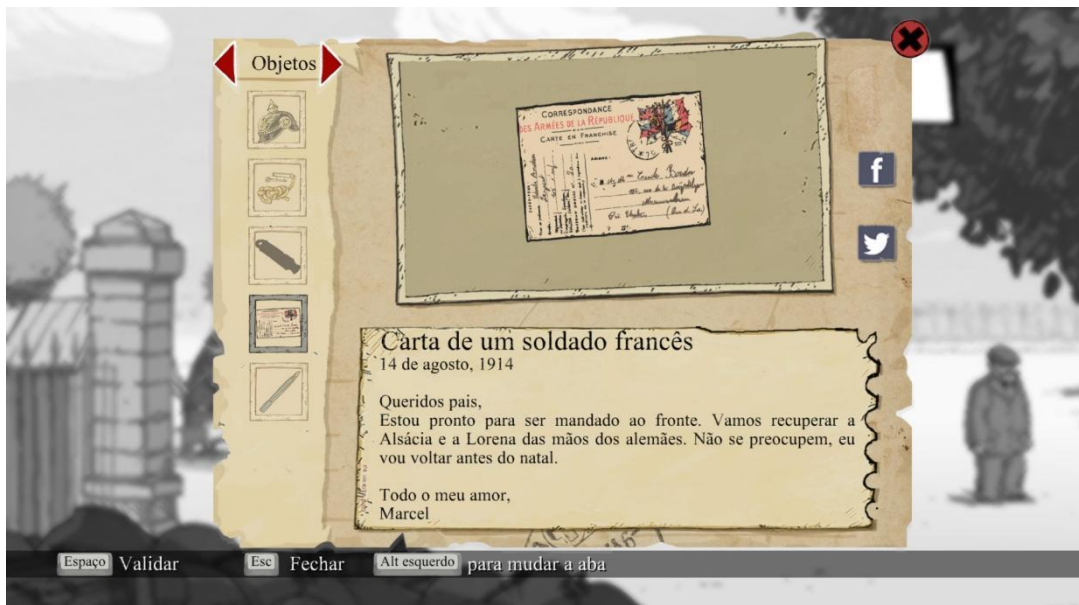 Objetos
CORRESPONDANCE
DES ARMÉES DE LA RÉPUBLIQUE
CARTE EN FRANCHISE
Carta de um soldado francês
14 de agosto, 1914
Queridos pais,
Estou pronto para ser mandado ao fronte. Vamos recuperar a
Alsácia e a Lorena das mãos dos alemães. Não se preocupem, eu
vou voltar antes do natal.
Todo o meu amor,
Marcel
Espaço Validar Esc Fechar Alt esquerdo para mudar a aba